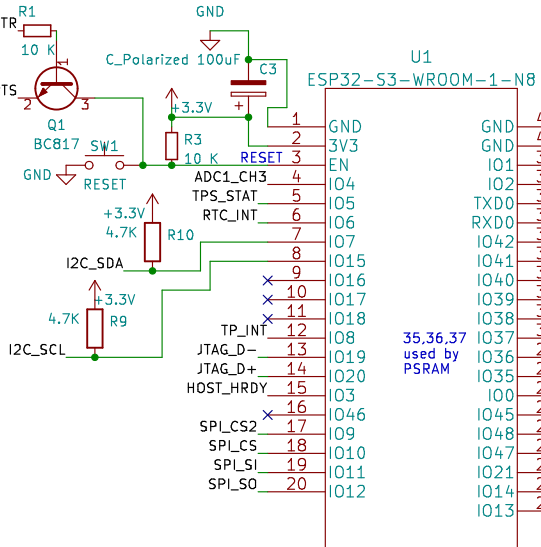 R1
TR
10 K
TS
1
2
3
Q1
BC817
GND
C_Polarized 100uF
C3
+
+3.3V
R3
10 K
SW1
GND
RESET
RESET
ADC1_CH3
TPS_STAT
RTC_INT
+3.3V
4.7K
R10
I2C_SDA
+3.3V
4.7K
R9
I2C_SCL
TP_INT
JTAG_D-
JTAG_D+
HOST_HRDY
SPI_CS2
SPI_CS
SPI_SI
SPI_SO
U1
ESP32-S3-WROOM-1-N8
1 GND
2 3V3
3 EN
4 IO4
5 IO5
6 IO6
7 IO7
8 IO15
9 IO16
10 IO17
11 IO18
12 IO8
13 IO19
14 IO20
15 IO3
16 IO46
17 IO9
18 IO10
19 IO11
20 IO12
35,36,37
used by
PSRAM
GND
GND
IO1
IO2
TXD0
RXD0
IO42
IO41
IO40
IO39
IO38
IO37
IO36
IO35
IO0
IO45
IO48
IO47
IO21
IO14
IO13